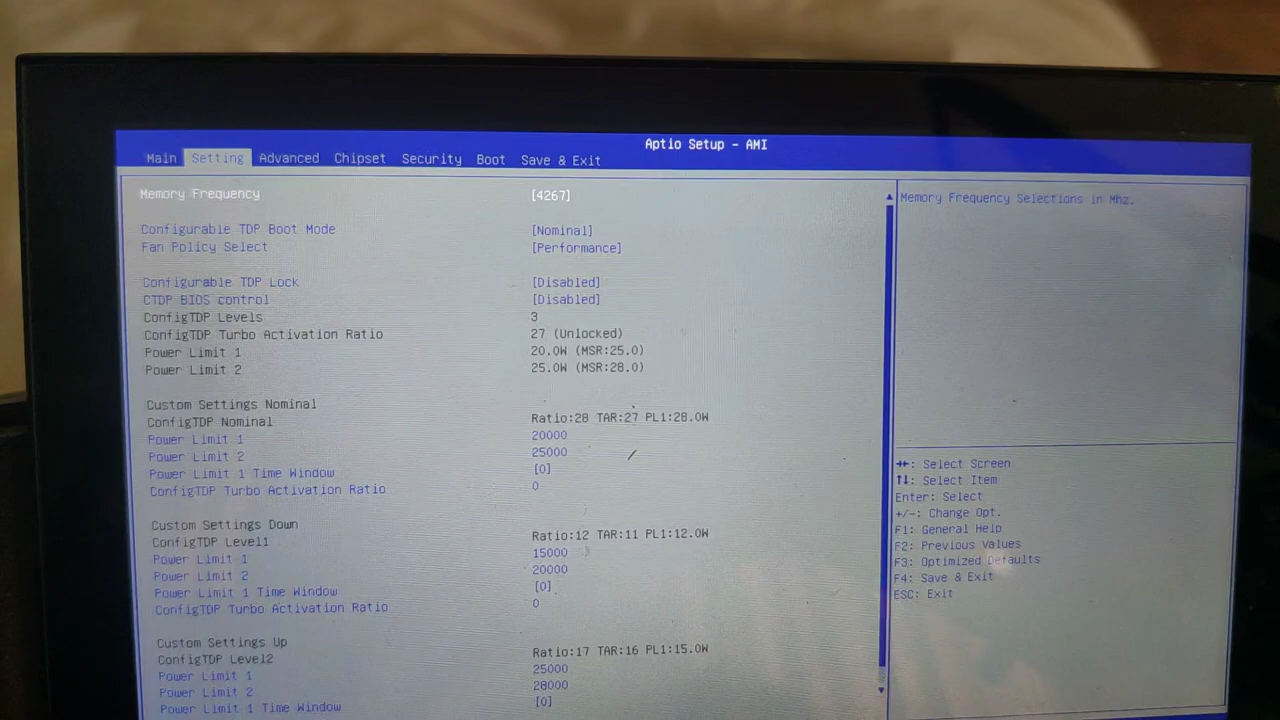 Aptio Setup - AMI
Main Setting Advanced Chipset Security Boot Save & Exit
Memory Frequency [4267]
Configurable TDP Boot Mode [Nominal]
Fan Policy Select [Performance]
Configurable TDP Lock [Disabled]
CTDP BIOS control [Disabled]
ConfigTDP Levels 3
ConfigTDP Turbo Activation Ratio 27 (Unlocked)
Power Limit 1 20.0W (MSR:25.0)
Power Limit 2 25.0W (MSR:28.0)
Custom Settings Nominal
ConfigTDP Nominal Ratio:28 TAR:27 PL1:28.0W
Power Limit 1 20000
Power Limit 2 25000
Power Limit 1 Time Window [0]
ConfigTDP Turbo Activation Ratio 0
Custom Settings Down
ConfigTDP Level1 Ratio:12 TAR:11 PL1:12.0W
Power Limit 1 15000
Power Limit 2 20000
Power Limit 1 Time Window [0]
ConfigTDP Turbo Activation Ratio 0
Custom Settings Up
ConfigTDP Level2 Ratio:17 TAR:16 PL1:15.0W
Power Limit 1 25000
Power Limit 2 28000
Power Limit 1 Time Window [0]
Memory Frequency Selections in Mhz.
→←: Select Screen
↑↓: Select Item
Enter: Select
+/-: Change Opt.
F1: General Help
F2: Previous Values
F3: Optimized Defaults
F4: Save & Exit
ESC: Exit